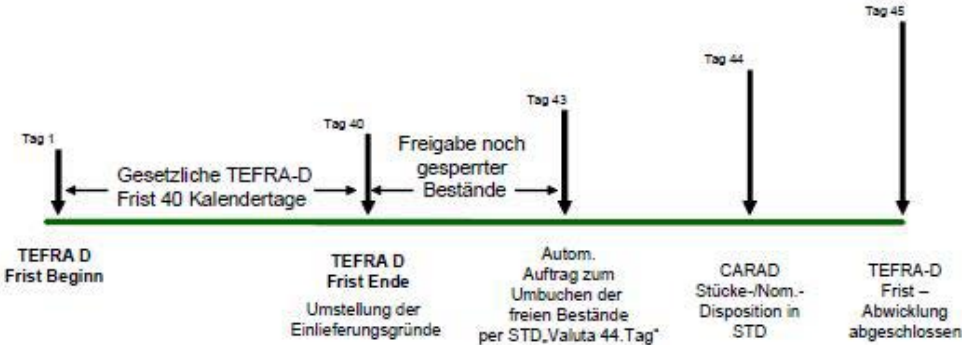 Tag 45
Tag 44
Tag 43
Tag 1
Tag 40
Gesetzliche TEFRA-D
Frist 40 Kalendertage
Freigabe noch
gesperrter
Bestände
TEFRA D
Frist Beginn
TEFRA D
Frist Ende
Umstellung der
Einlieferungsgründe
Autom.
Auftrag zum
Umbuchen der
freien Bestände
per STD„Valuta 44.Tag“
CARAD
Stücke-/Nom.-
Disposition in
STD
TEFRA-D
Frist –
Abwicklung
abgeschlossen